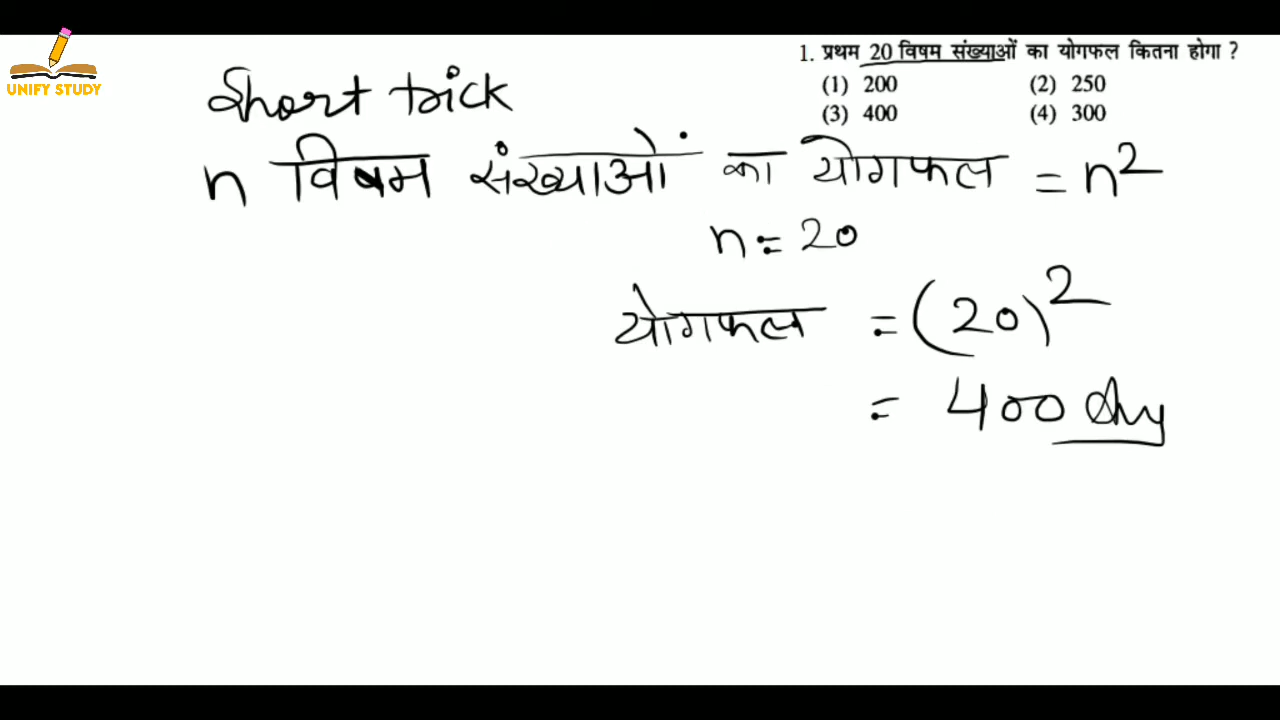 UNIFY STUDY
1. प्रथम 20 विषम संख्याओं का योगफल कितना होगा ?
(1) 200 (2) 250
(3) 400 (4) 300
Short trick
n विषम संख्याओं का योगफल = n²
n = 20
योगफल = (20)²
= 400 Ans